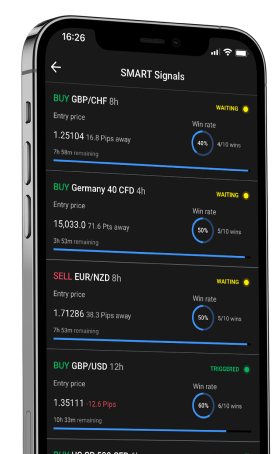 16:26
SMART Signals
BUY GBP/CHF 8h
WAITING
Entry price
Win rate
1.25104 16.8 Pips away
40%
4/10 wins
7h 58m remaining
BUY Germany 40 CFD 4h
WAITING
Entry price
Win rate
15,033.0 71.6 Pts away
50%
5/10 wins
3h 53m remaining
SELL EUR/NZD 8h
WAITING
Entry price
Win rate
1.71286 38.3 Pips away
50%
5/10 wins
7h 53m remaining
BUY GBP/USD 12h
TRIGGERED
Entry price
Win rate
1.35111 -12.6 Pips
60%
6/10 wins
10h 33m remaining